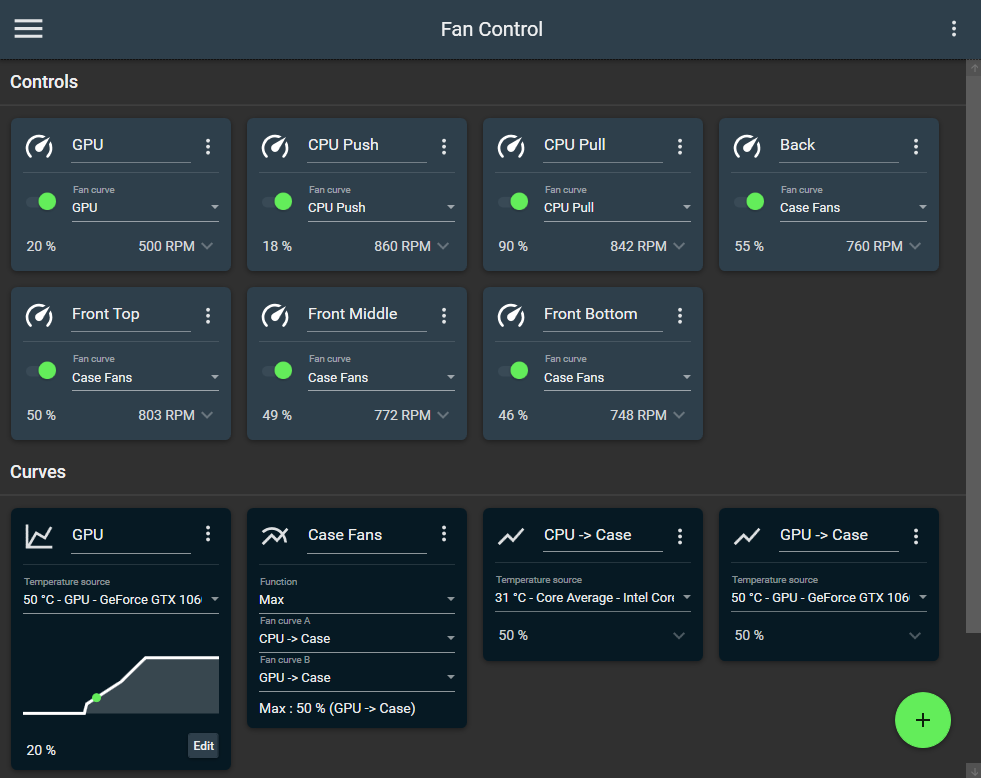 Fan Control
Controls
GPU
Fan curve
GPU
20 %
500 RPM
CPU Push
Fan curve
CPU Push
18 %
860 RPM
CPU Pull
Fan curve
CPU Pull
90 %
842 RPM
Back
Fan curve
Case Fans
55 %
760 RPM
Front Top
Fan curve
Case Fans
50 %
803 RPM
Front Middle
Fan curve
Case Fans
49 %
772 RPM
Front Bottom
Fan curve
Case Fans
46 %
748 RPM
Curves
GPU
Temperature source
50 °C - GPU - GeForce GTX 106
20 %
Edit
Case Fans
Function
Max
Fan curve A
CPU -> Case
Fan curve B
GPU -> Case
Max : 50 % (GPU -> Case)
CPU -> Case
Temperature source
31 °C - Core Average - Intel Core
50 %
GPU -> Case
Temperature source
50 °C - GPU - GeForce GTX 106
50 %